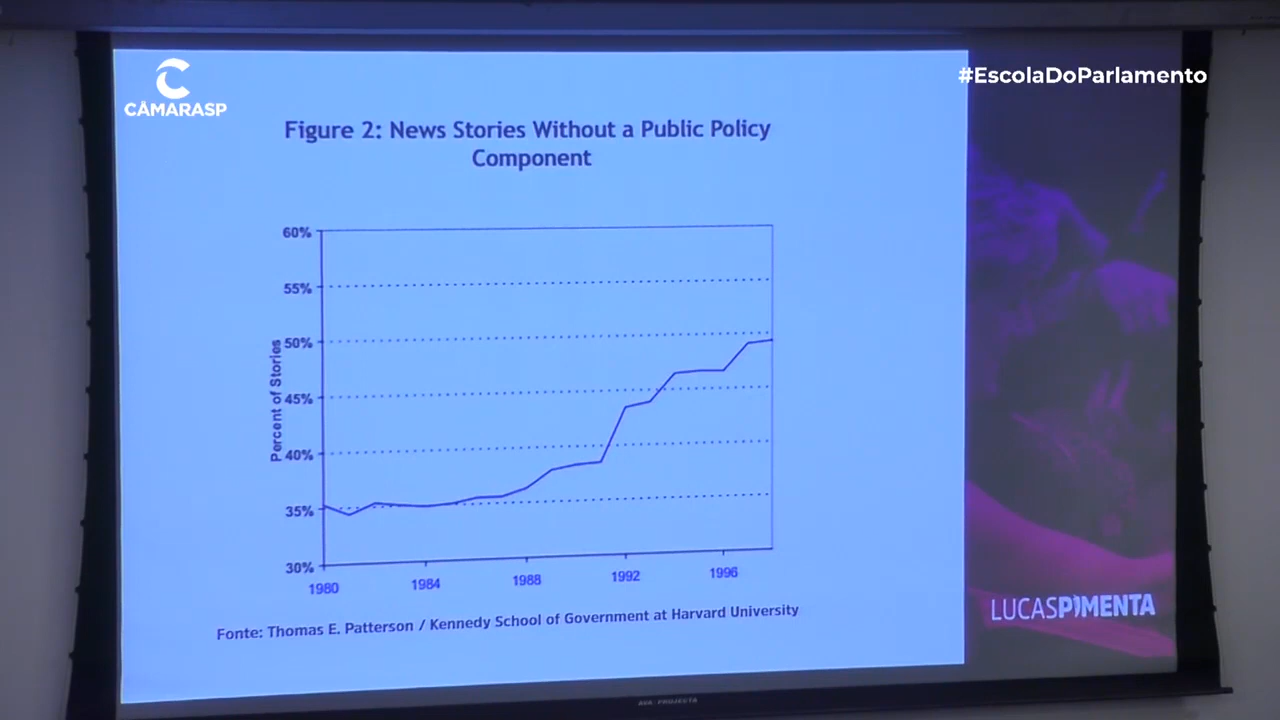 CÂMARASP
#EscolaDoParlamento
Figure 2: News Stories Without a Public Policy
Component
Percent of Stories
60%
55%
50%
45%
40%
35%
30%
1980
1984
1988
1992
1996
Fonte: Thomas E. Patterson / Kennedy School of Government at Harvard University
LUCASPIMENTA